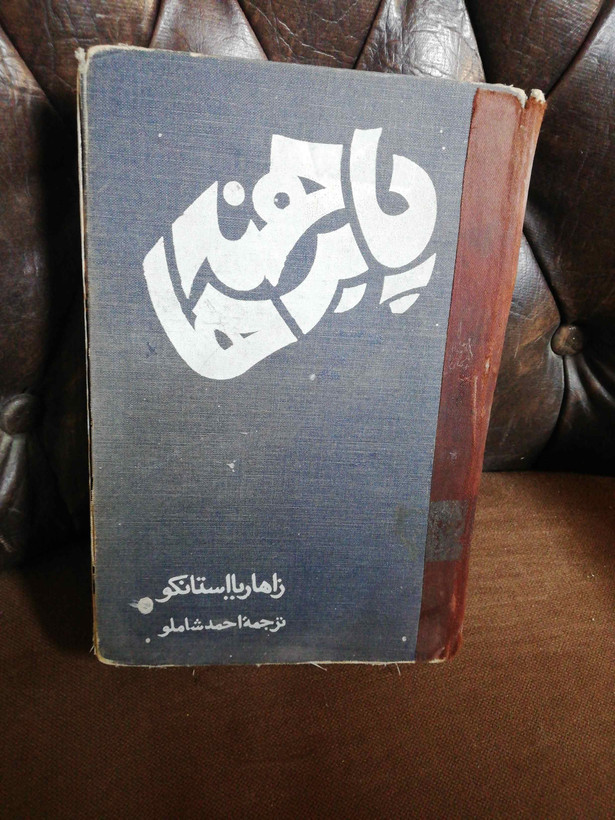 پابرهنه‌ها
زاهاریا استانکو
ترجمهٔ احمد شاملو